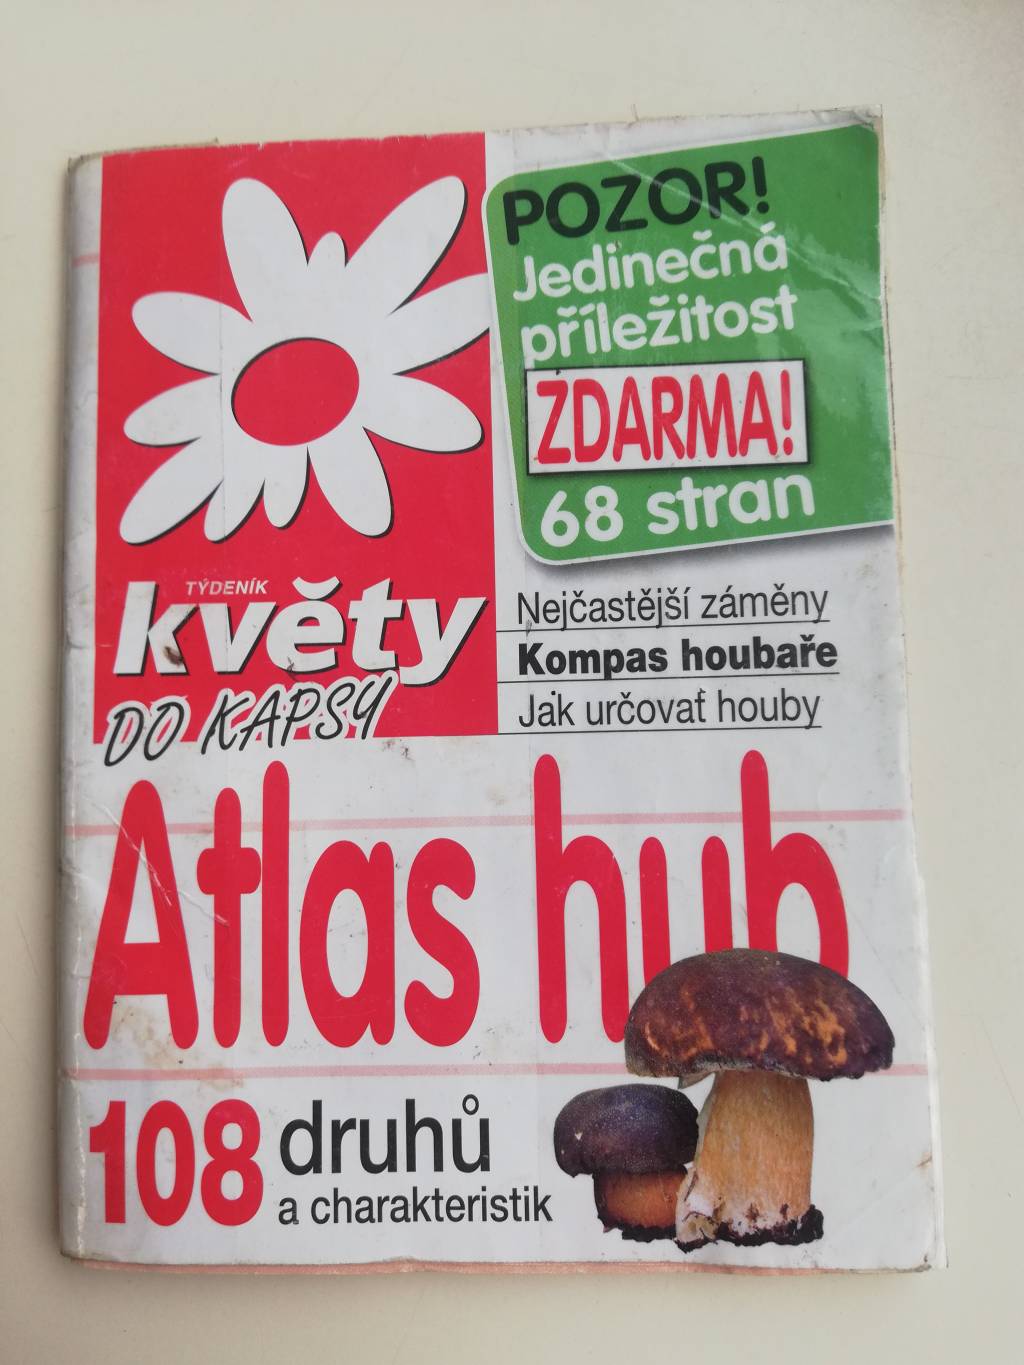 POZOR!
Jedinečná
příležitost
ZDARMA!
68 stran
TÝDENÍK
květy
DO KAPSY
Nejčastější záměny
Kompas houbaře
Jak určovat houby
Atlas hub
108 druhů
a charakteristik